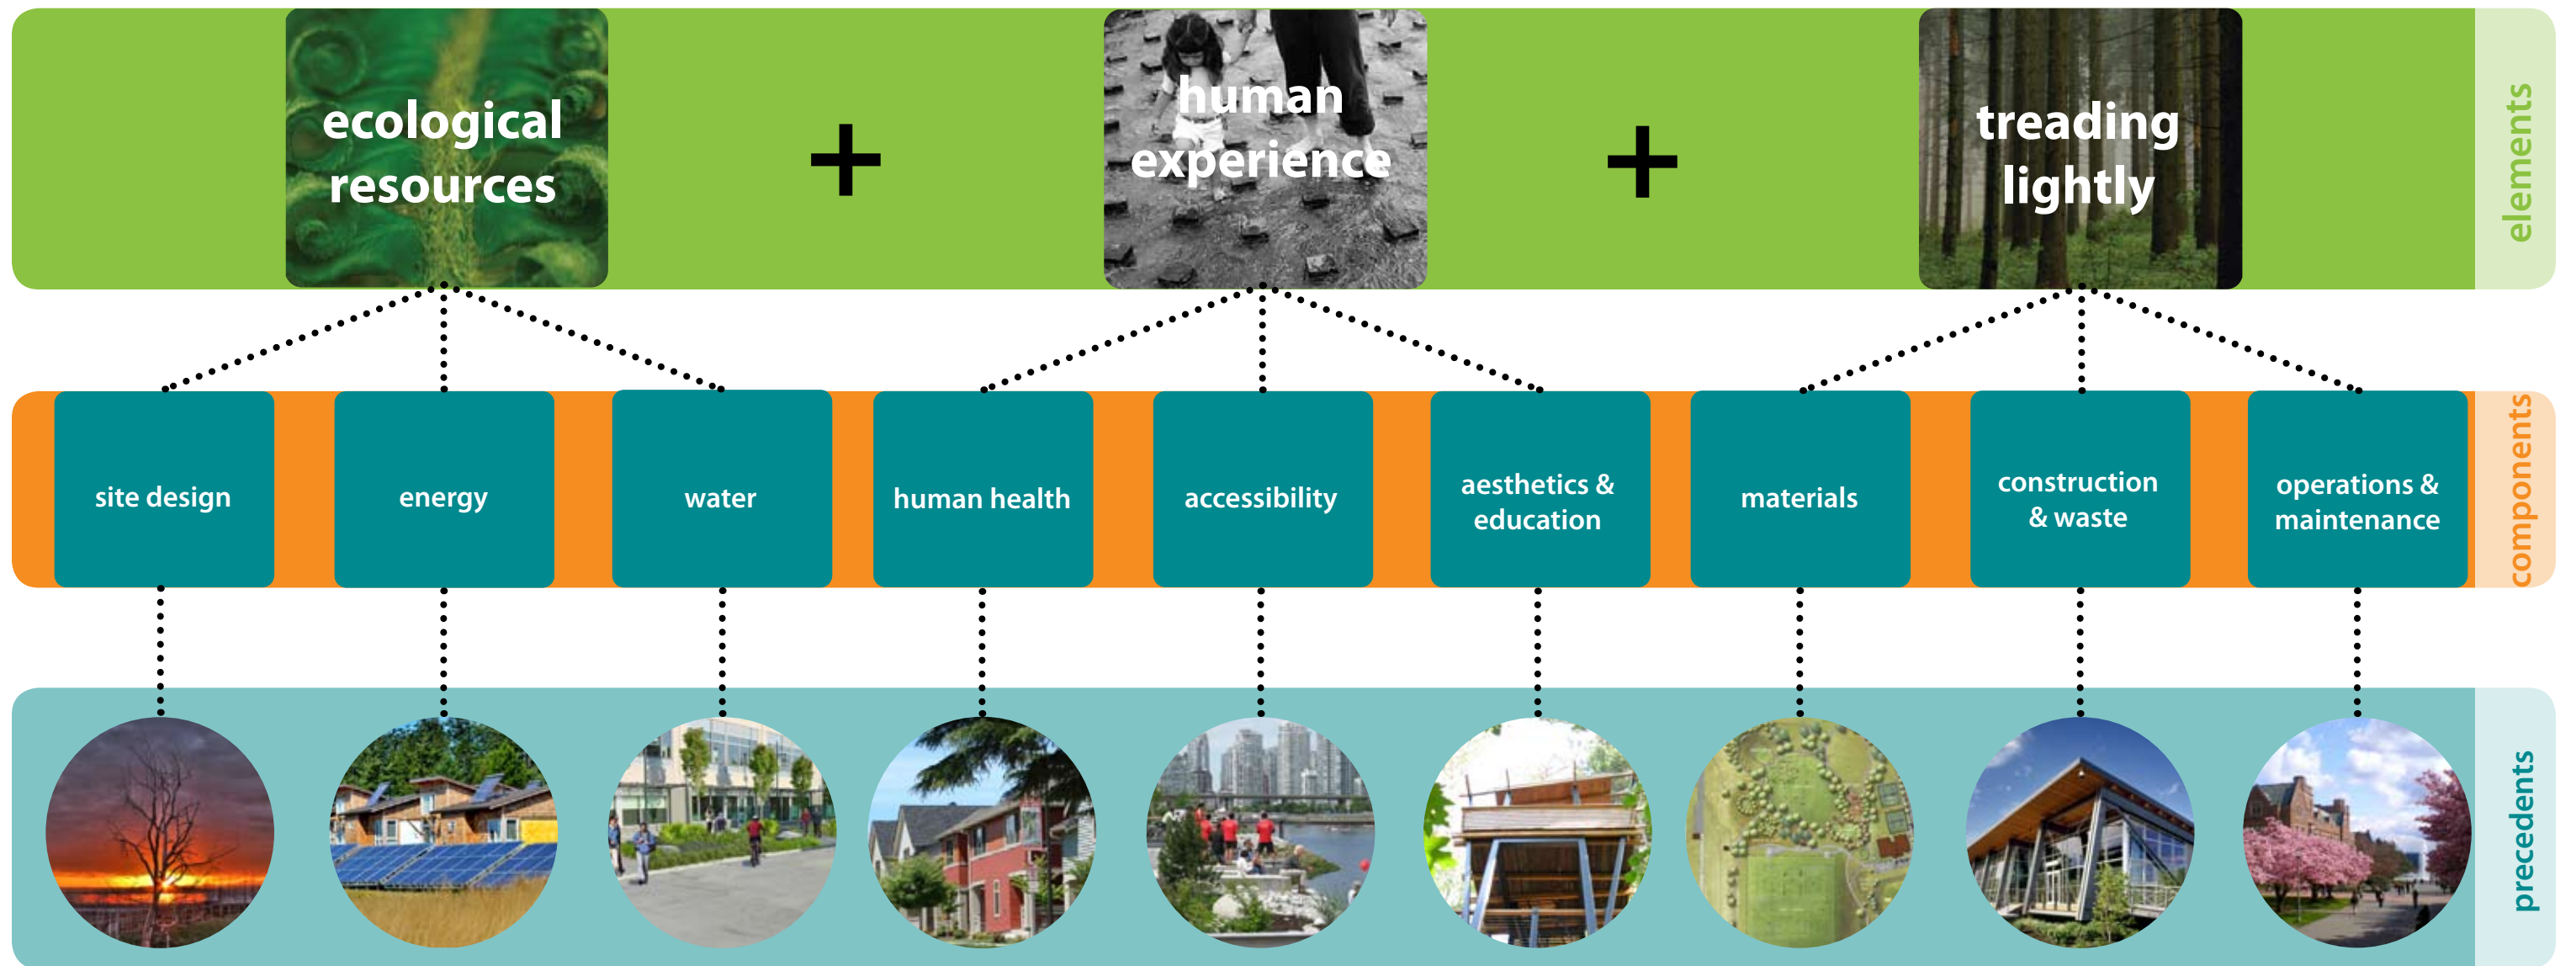 ecological
resources
+
human
experience
+
treading
lightly
elements
site design
energy
water
human health
accessibility
aesthetics &
education
materials
construction
& waste
operations &
maintenance
components
precedents